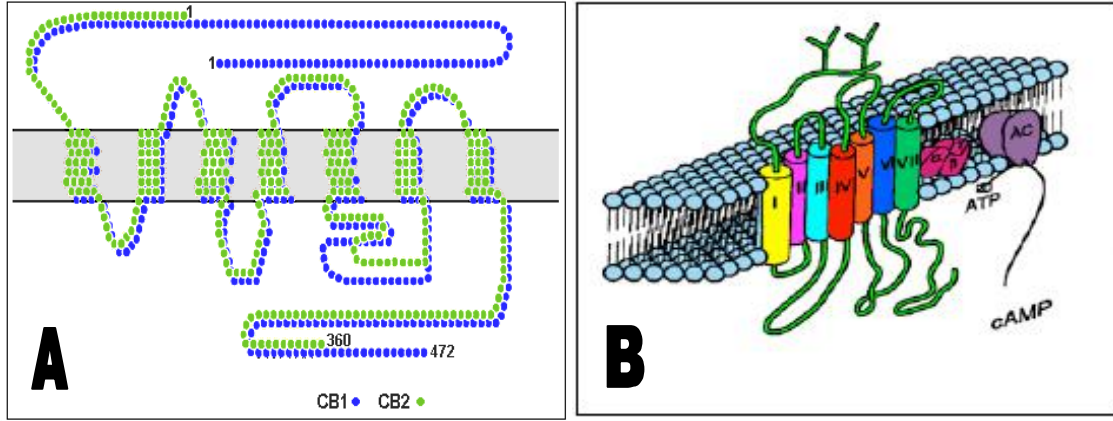 1
1
360
472
CB1 CB2
A
I II III IV V VI VII
α β γ
AC
ATP
cAMP
B